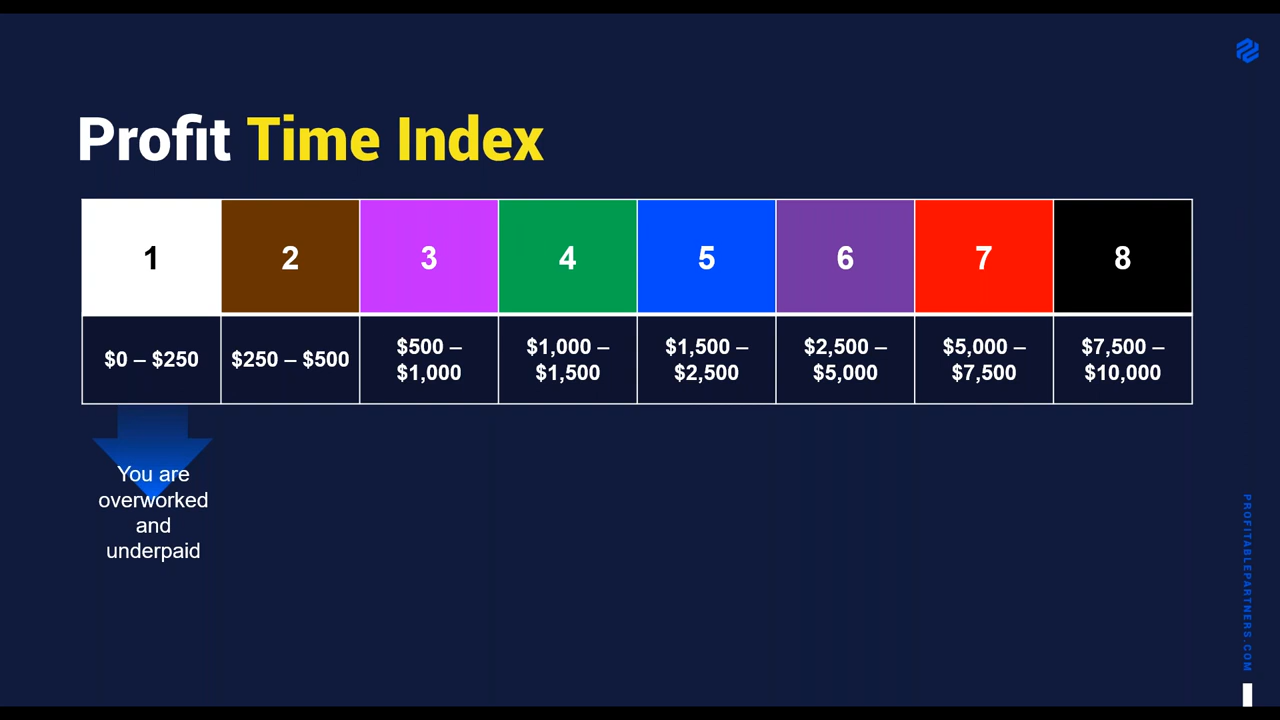 Profit Time Index
1 2 3 4 5 6 7 8
$0 – $250 $250 – $500 $500 – $1,000 $1,000 – $1,500 $1,500 – $2,500 $2,500 – $5,000 $5,000 – $7,500 $7,500 – $10,000
You are
overworked
and
underpaid
PROFITABLEPARTNERS.COM